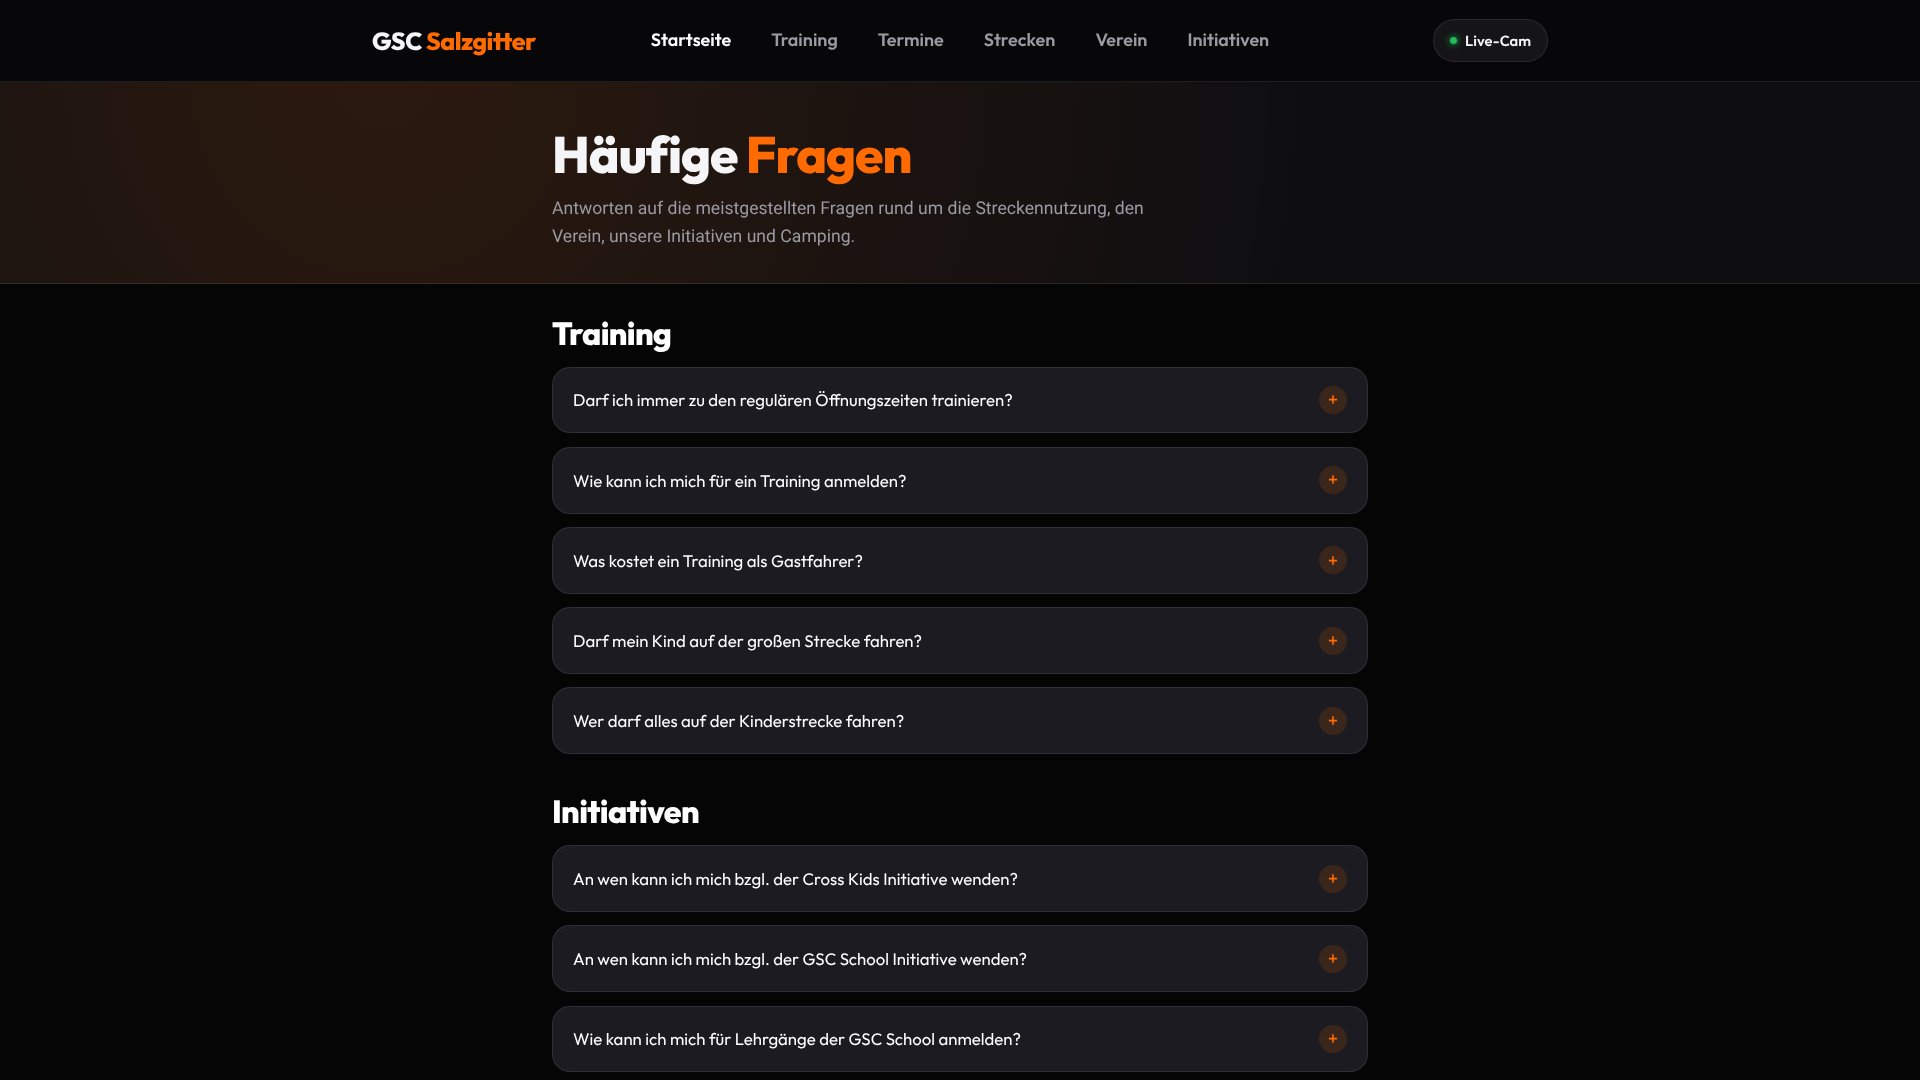 GSC Salzgitter
Startseite
Training
Termine
Strecken
Verein
Initiativen
Live-Cam
Häufige Fragen
Antworten auf die meistgestellten Fragen rund um die Streckennutzung, den
Verein, unsere Initiativen und Camping.
Training
Darf ich immer zu den regulären Öffnungszeiten trainieren?
+
Wie kann ich mich für ein Training anmelden?
+
Was kostet ein Training als Gastfahrer?
+
Darf mein Kind auf der großen Strecke fahren?
+
Wer darf alles auf der Kinderstrecke fahren?
+
Initiativen
An wen kann ich mich bzgl. der Cross Kids Initiative wenden?
+
An wen kann ich mich bzgl. der GSC School Initiative wenden?
+
Wie kann ich mich für Lehrgänge der GSC School anmelden?
+